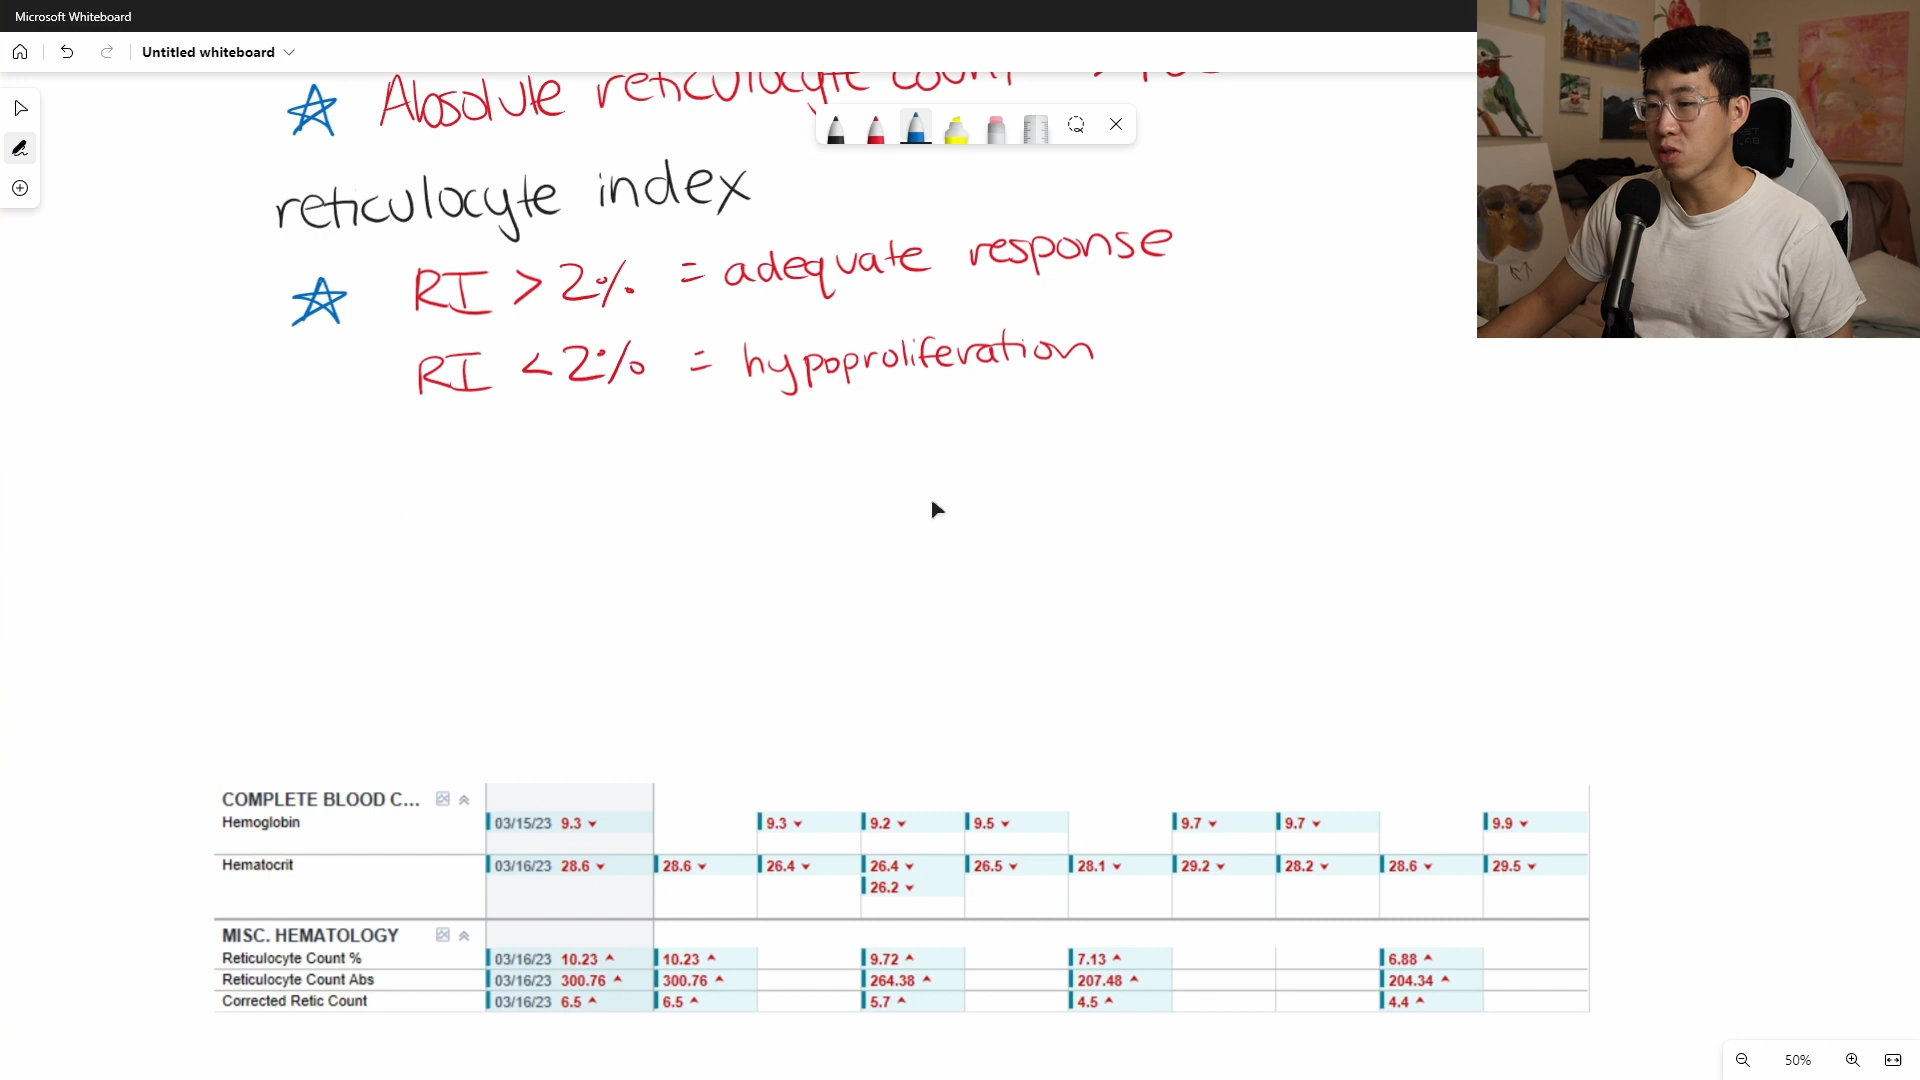 Microsoft Whiteboard
Untitled whiteboard
Absolute reticulocyte count
reticulocyte index
RI > 2% = adequate response
RI < 2% = hypoproliferation
COMPLETE BLOOD C...
Hemoglobin 03/15/23 9.3 9.3 9.2 9.5 9.7 9.7 9.9
Hematocrit 03/16/23 28.6 28.6 26.4 26.4 26.5 28.1 29.2 28.2 28.6 29.5
26.2
MISC. HEMATOLOGY
Reticulocyte Count % 03/16/23 10.23 10.23 9.72 7.13 6.88
Reticulocyte Count Abs 03/16/23 300.76 300.76 264.38 207.48 204.34
Corrected Retic Count 03/16/23 6.5 6.5 5.7 4.5 4.4
50%